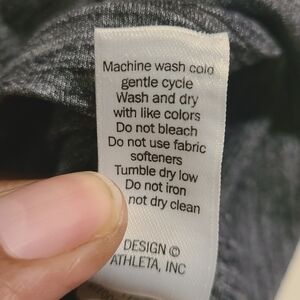 Machine wash cold
gentle cycle
Wash and dry
with like colors
Do not bleach
Do not use fabric
softeners
Tumble dry low
Do not iron
not dry clean
DESIGN ©
ATHLETA, INC